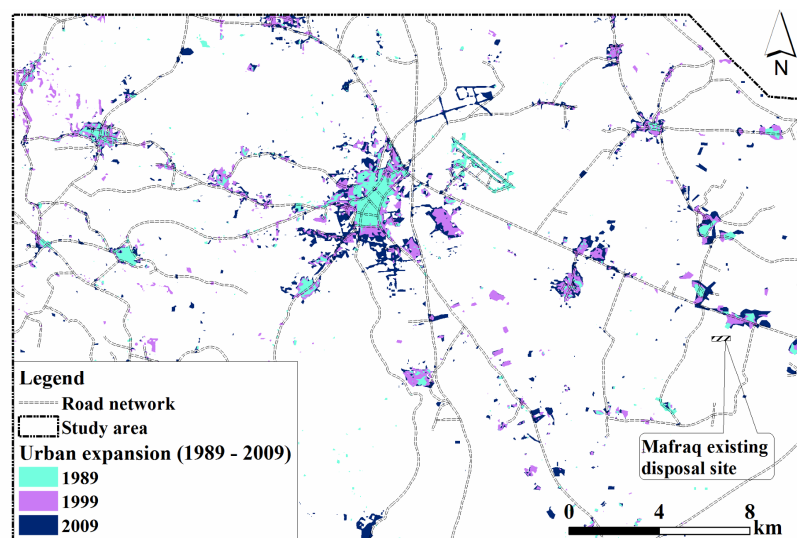 N
Legend
Road network
Study area
Urban expansion (1989 - 2009)
1989
1999
2009
Mafraq existing
disposal site
0 4 8
km